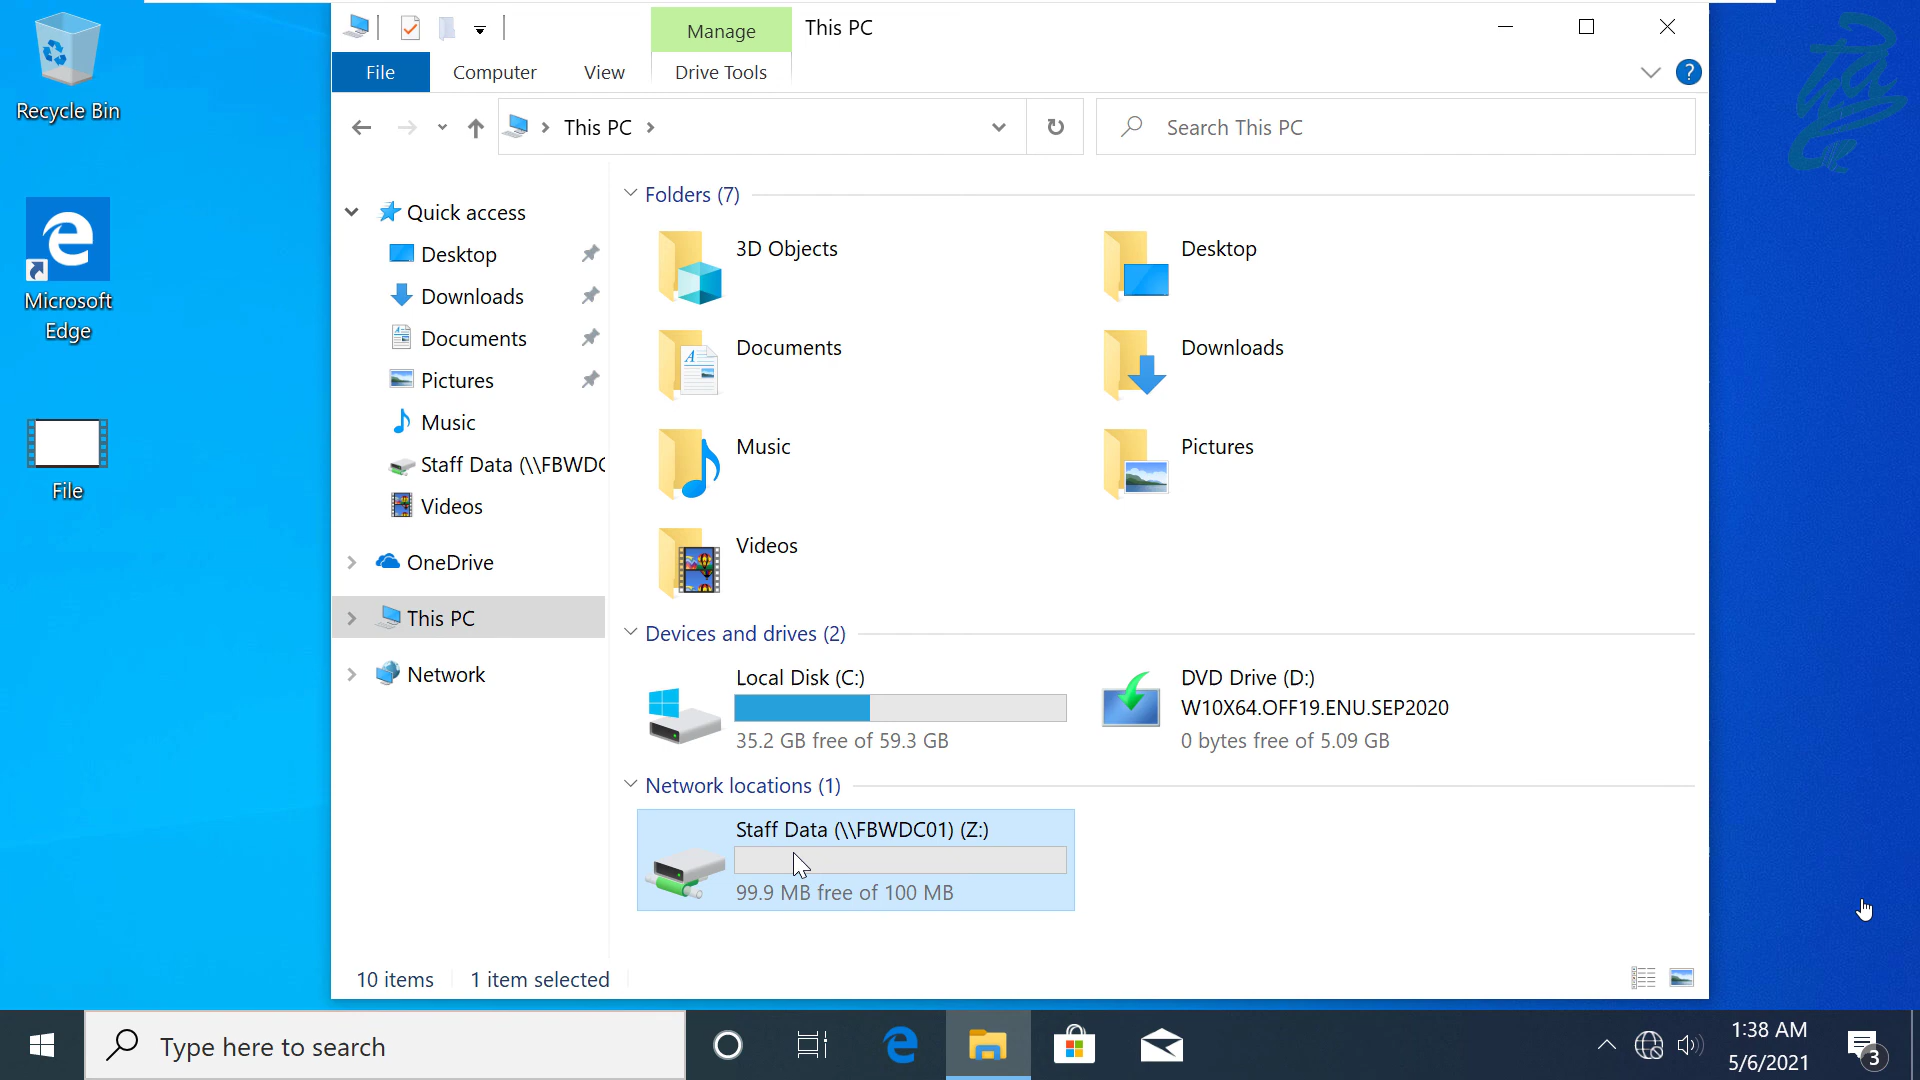 Recycle Bin
Microsoft
Edge
File
Manage
This PC
File
Computer
View
Drive Tools
This PC
Search This PC
Quick access
Desktop
Downloads
Documents
Pictures
Music
Staff Data (\\FBWDC
Videos
OneDrive
This PC
Network
Folders (7)
3D Objects
Desktop
Documents
Downloads
Music
Pictures
Videos
Devices and drives (2)
Local Disk (C:)
35.2 GB free of 59.3 GB
DVD Drive (D:)
W10X64.OFF19.ENU.SEP2020
0 bytes free of 5.09 GB
Network locations (1)
Staff Data (\\FBWDC01) (Z:)
99.9 MB free of 100 MB
10 items
1 item selected
Type here to search
1:38 AM
5/6/2021
3